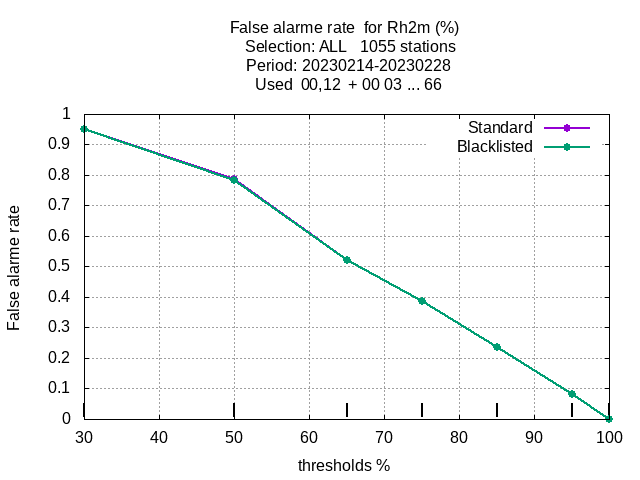 False alarme rate  for Rh2m (%)
Selection: ALL   1055 stations
Period: 20230214-20230228
Used  00,12  + 00 03 ... 66
Standard
Blacklisted
False alarme rate
1
0.9
0.8
0.7
0.6
0.5
0.4
0.3
0.2
0.1
0
30 40 50 60 70 80 90 100
thresholds %